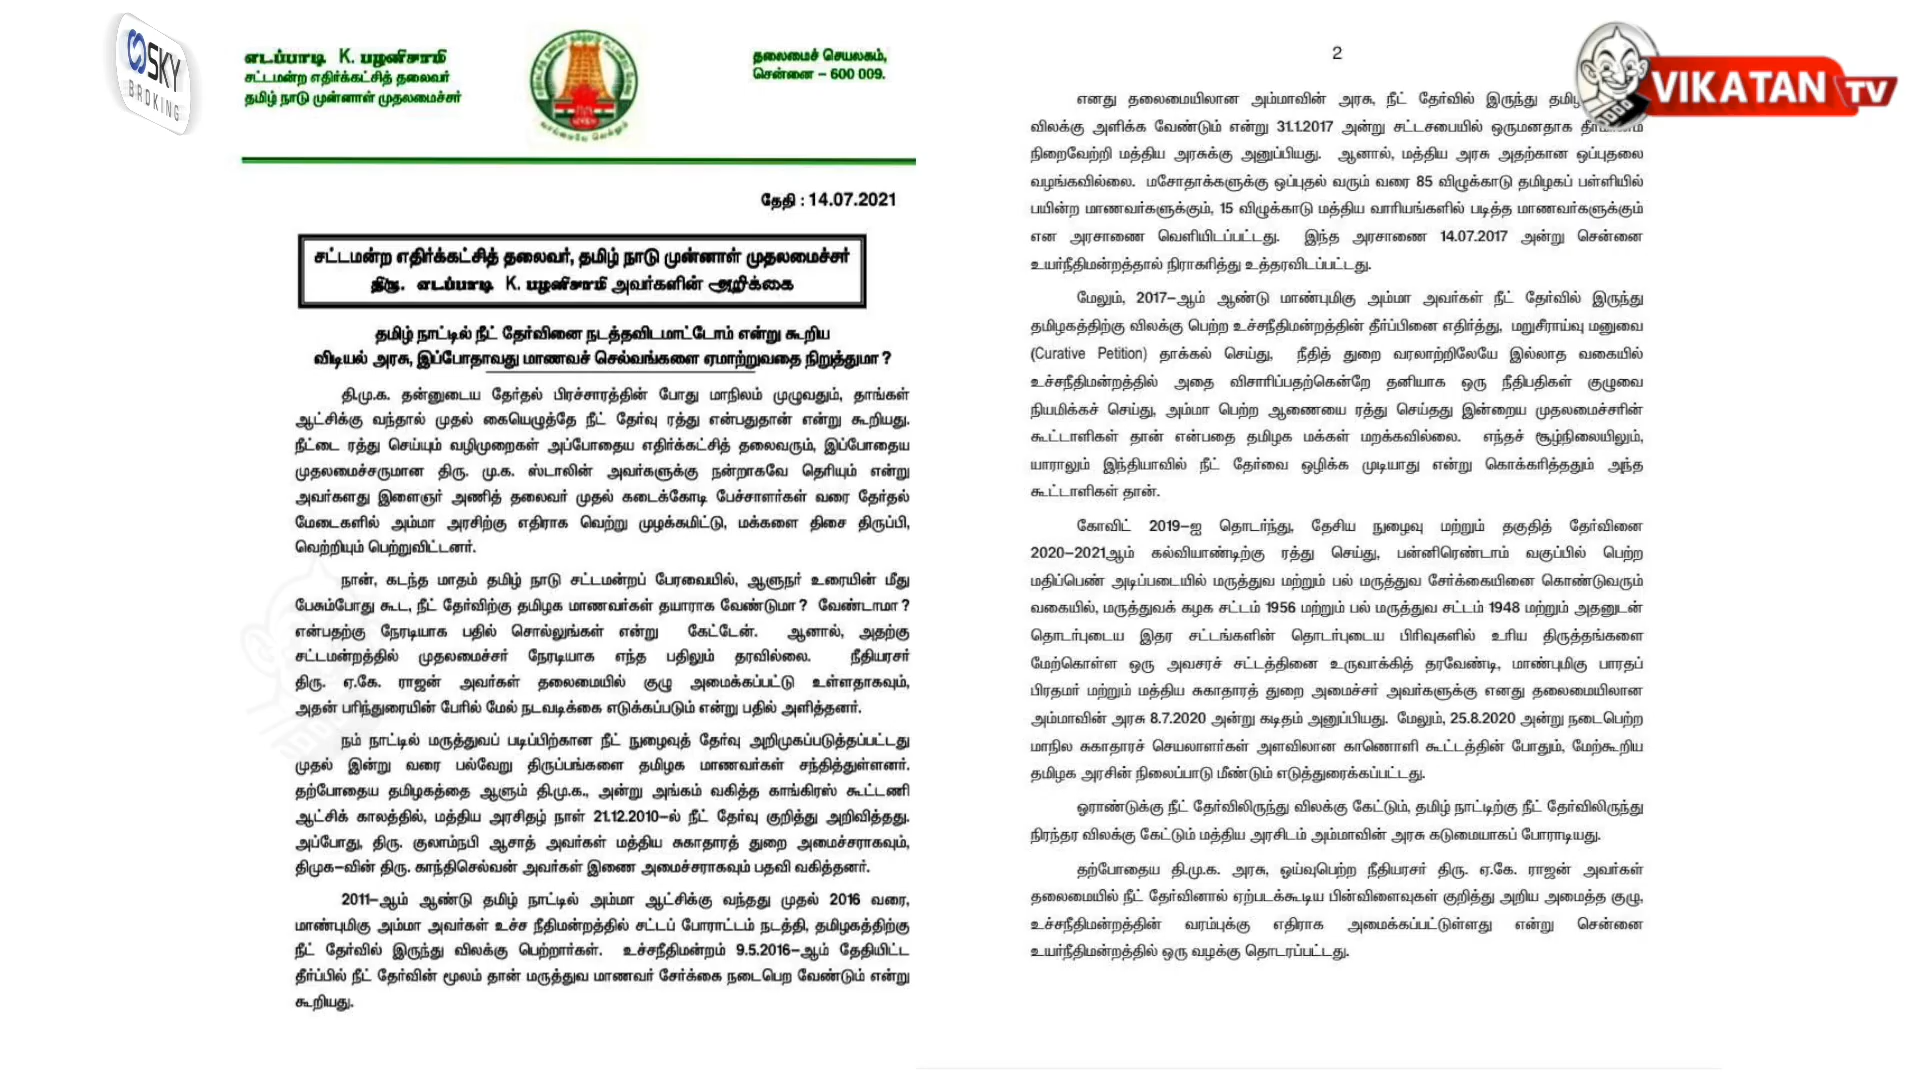 SKY
BROKING
எடப்பாடி K. பழனிசாமி
சட்டமன்ற எதிர்க்கட்சித் தலைவர்
தமிழ் நாடு முன்னாள் முதலமைச்சர்
தலைமைச் செயலகம்,
சென்னை – 600 009.
தேதி : 14.07.2021
சட்டமன்ற எதிர்க்கட்சித் தலைவர், தமிழ் நாடு முன்னாள் முதலமைச்சர்
திரு. எடப்பாடி K. பழனிசாமி அவர்களின் அறிக்கை
தமிழ் நாட்டில் நீட் தேர்வினை நடத்தவிடமாட்டோம் என்று கூறிய
விடியல் அரசு, இப்போதாவது மாணவச் செல்வங்களை ஏமாற்றுவதை நிறுத்துமா ?
தி.மு.க. தன்னுடைய தேர்தல் பிரச்சாரத்தின் போது மாநிலம் முழுவதும், தாங்கள்
ஆட்சிக்கு வந்தால் முதல் கையெழுத்தே நீட் தேர்வு ரத்து என்பதுதான் என்று கூறியது.
நீட்டை ரத்து செய்யும் வழிமுறைகள் அப்போதைய எதிர்க்கட்சித் தலைவரும், இப்போதைய
முதலமைச்சருமான திரு. மு.க. ஸ்டாலின் அவர்களுக்கு நன்றாகவே தெரியும் என்று
அவர்களது இளைஞர் அணித் தலைவர் முதல் கடைக்கோடி பேச்சாளர்கள் வரை தேர்தல்
மேடைகளில் அம்மா அரசிற்கு எதிராக வெற்று முழக்கமிட்டு, மக்களை திசை திருப்பி,
வெற்றியும் பெற்றுவிட்டனர்.
நான், கடந்த மாதம் தமிழ் நாடு சட்டமன்றப் பேரவையில், ஆளுநர் உரையின் மீது
பேசும்போது கூட, நீட் தேர்விற்கு தமிழக மாணவர்கள் தயாராக வேண்டுமா ? வேண்டாமா ?
என்பதற்கு நேரடியாக பதில் சொல்லுங்கள் என்று கேட்டேன். ஆனால், அதற்கு
சட்டமன்றத்தில் முதலமைச்சர் நேரடியாக எந்த பதிலும் தரவில்லை. நீதியரசர்
திரு. ஏ.கே. ராஜன் அவர்கள் தலைமையில் குழு அமைக்கப்பட்டு உள்ளதாகவும்,
அதன் பரிந்துரையின் பேரில் மேல் நடவடிக்கை எடுக்கப்படும் என்று பதில் அளித்தனர்.
நம் நாட்டில் மருத்துவப் படிப்பிற்கான நீட் நுழைவுத் தேர்வு அறிமுகப்படுத்தப்பட்டது
முதல் இன்று வரை பல்வேறு திருப்பங்களை தமிழக மாணவர்கள் சந்தித்துள்ளனர்.
தற்போதைய தமிழகத்தை ஆளும் தி.மு.க., அன்று அங்கம் வகித்த காங்கிரஸ் கூட்டணி
ஆட்சிக் காலத்தில், மத்திய அரசிதழ் நாள் 21.12.2010–ல் நீட் தேர்வு குறித்து அறிவித்தது.
அப்போது, திரு. குலாம்நபி ஆசாத் அவர்கள் மத்திய சுகாதாரத் துறை அமைச்சராகவும்,
திமுக–வின் திரு. காந்திசெல்வன் அவர்கள் இணை அமைச்சராகவும் பதவி வகித்தனர்.
2011–ஆம் ஆண்டு தமிழ் நாட்டில் அம்மா ஆட்சிக்கு வந்தது முதல் 2016 வரை,
மாண்புமிகு அம்மா அவர்கள் உச்ச நீதிமன்றத்தில் சட்டப் போராட்டம் நடத்தி, தமிழகத்திற்கு
நீட் தேர்வில் இருந்து விலக்கு பெற்றார்கள். உச்சநீதிமன்றம் 9.5.2016–ஆம் தேதியிட்ட
தீர்ப்பில் நீட் தேர்வின் மூலம் தான் மருத்துவ மாணவர் சேர்க்கை நடைபெற வேண்டும் என்று
கூறியது.
2
VIKATAN TV
எனது தலைமையிலான அம்மாவின் அரசு, நீட் தேர்வில் இருந்து
விலக்கு அளிக்க வேண்டும் என்று 31.1.2017 அன்று சட்டசபையில் ஒருமனதாக தீர்மானம்
நிறைவேற்றி மத்திய அரசுக்கு அனுப்பியது. ஆனால், மத்திய அரசு அதற்கான ஒப்புதலை
வழங்கவில்லை. மசோதாக்களுக்கு ஒப்புதல் வரும் வரை 85 விழுக்காடு தமிழகப் பள்ளியில்
பயின்ற மாணவர்களுக்கும், 15 விழுக்காடு மத்திய வாரியங்களில் படித்த மாணவர்களுக்கும்
என அரசாணை வெளியிடப்பட்டது. இந்த அரசாணை 14.07.2017 அன்று சென்னை
உயர்நீதிமன்றத்தால் நிராகரித்து உத்தரவிடப்பட்டது.
மேலும், 2017–ஆம் ஆண்டு மாண்புமிகு அம்மா அவர்கள் நீட் தேர்வில் இருந்து
தமிழகத்திற்கு விலக்கு பெற்ற உச்சநீதிமன்றத்தின் தீர்ப்பினை எதிர்த்து, மறுசீராய்வு மனுவை
(Curative Petition) தாக்கல் செய்து, நீதித் துறை வரலாற்றிலேயே இல்லாத வகையில்
உச்சநீதிமன்றத்தில் அதை விசாரிப்பதற்கென்றே தனியாக ஒரு நீதிபதிகள் குழுவை
நியமிக்கச் செய்து, அம்மா பெற்ற ஆணையை ரத்து செய்தது இன்றைய முதலமைச்சரின்
கூட்டாளிகள் தான் என்பதை தமிழக மக்கள் மறக்கவில்லை. எந்தச் சூழ்நிலையிலும்,
யாராலும் இந்தியாவில் நீட் தேர்வை ஒழிக்க முடியாது என்று கொக்கரித்ததும் அந்த
கூட்டாளிகள் தான்.
கோவிட் 2019–ஐ தொடர்ந்து, தேசிய நுழைவு மற்றும் தகுதித் தேர்வினை
2020–2021ஆம் கல்வியாண்டிற்கு ரத்து செய்து, பன்னிரெண்டாம் வகுப்பில் பெற்ற
மதிப்பெண் அடிப்படையில் மருத்துவ மற்றும் பல் மருத்துவ சேர்க்கையினை கொண்டுவரும்
வகையில், மருத்துவக் கழக சட்டம் 1956 மற்றும் பல் மருத்துவ சட்டம் 1948 மற்றும் அதனுடன்
தொடர்புடைய இதர சட்டங்களின் தொடர்புடைய பிரிவுகளில் உரிய திருத்தங்களை
மேற்கொள்ள ஒரு அவசரச் சட்டத்தினை உருவாக்கித் தரவேண்டி, மாண்புமிகு பாரதப்
பிரதமர் மற்றும் மத்திய சுகாதாரத் துறை அமைச்சர் அவர்களுக்கு எனது தலைமையிலான
அம்மாவின் அரசு 8.7.2020 அன்று கடிதம் அனுப்பியது. மேலும், 25.8.2020 அன்று நடைபெற்ற
மாநில சுகாதாரச் செயலாளர்கள் அளவிலான காணொளி கூட்டத்தின் போதும், மேற்கூறிய
தமிழக அரசின் நிலைப்பாடு மீண்டும் எடுத்துரைக்கப்பட்டது.
ஓராண்டுக்கு நீட் தேர்விலிருந்து விலக்கு கேட்டும், தமிழ் நாட்டிற்கு நீட் தேர்விலிருந்து
நிரந்தர விலக்கு கேட்டும் மத்திய அரசிடம் அம்மாவின் அரசு கடுமையாகப் போராடியது.
தற்போதைய தி.மு.க. அரசு, ஓய்வுபெற்ற நீதியரசர் திரு. ஏ.கே. ராஜன் அவர்கள்
தலைமையில் நீட் தேர்வினால் ஏற்படக்கூடிய பின்விளைவுகள் குறித்து அறிய அமைத்த குழு,
உச்சநீதிமன்றத்தின் வரம்புக்கு எதிராக அமைக்கப்பட்டுள்ளது என்று சென்னை
உயர்நீதிமன்றத்தில் ஒரு வழக்கு தொடரப்பட்டது.